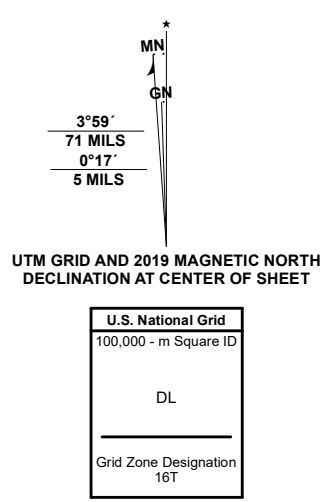 MN
GN
3°59´
71 MILS
0°17´
5 MILS
UTM GRID AND 2019 MAGNETIC NORTH
DECLINATION AT CENTER OF SHEET
U.S. National Grid
100,000 - m Square ID
DL
Grid Zone Designation
16T